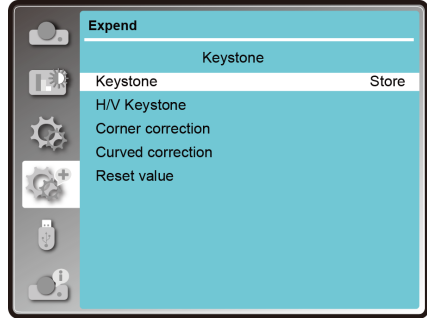 Expend
Keystone
Keystone Store
H/V Keystone
Corner correction
Curved correction
Reset value